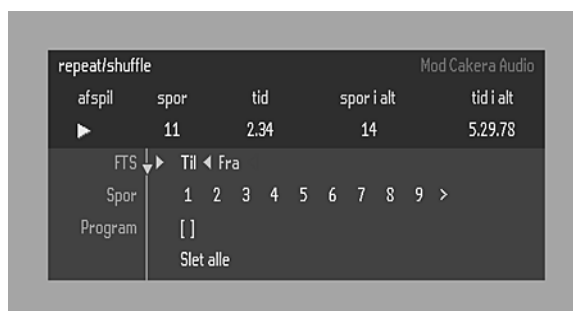 repeat/shuffle Mod Cakera Audio
afspil spor tid spor i alt tid i alt
11 2.34 14 5.29.78
FTS Til Fra
Spor 1 2 3 4 5 6 7 8 9 >
Program [ ]
Slet alle